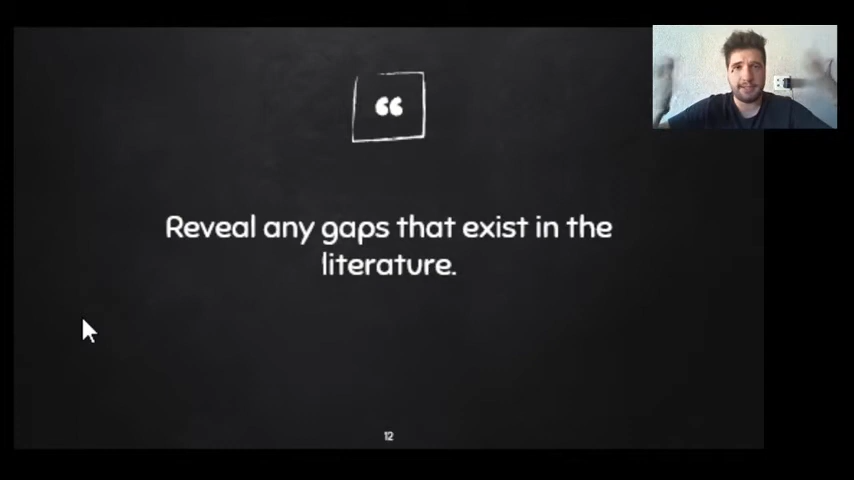 “
Reveal any gaps that exist in the
literature.
12